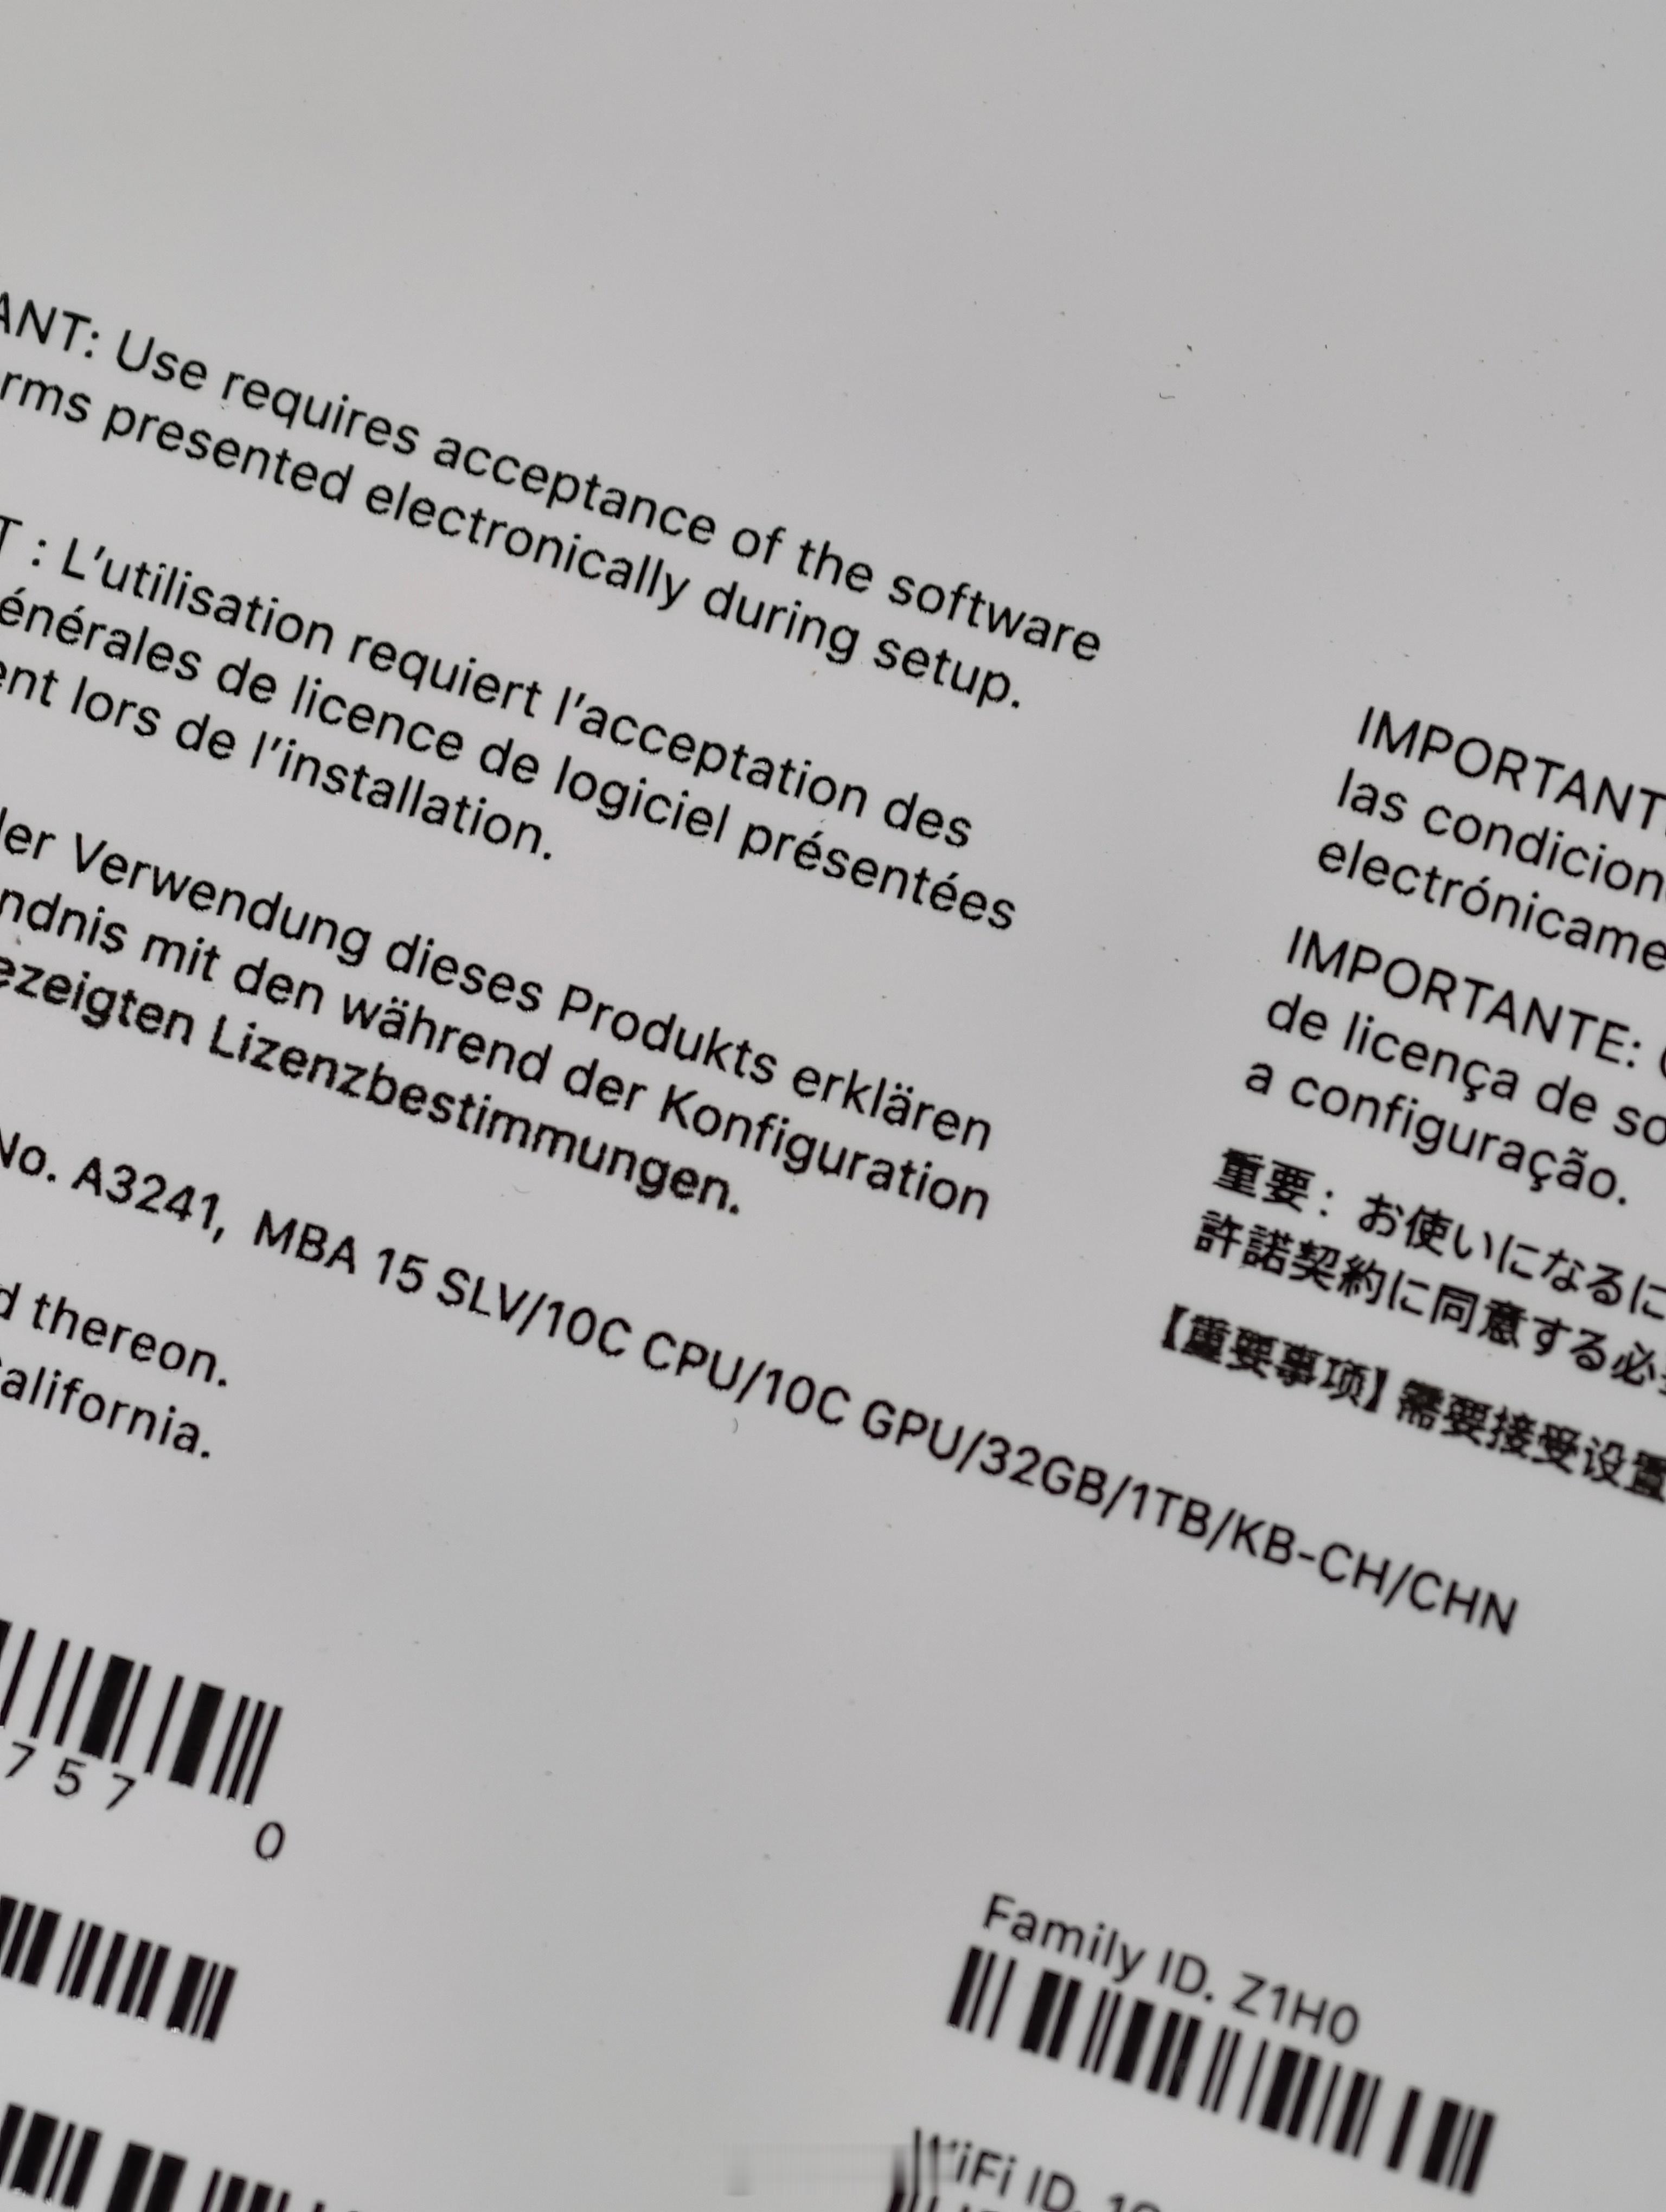 ANT: Use requires acceptance of the software
rms presented electronically during setup.
T : L’utilisation requiert l’acceptation des
énérales de licence de logiciel présentées
ent lors de l’installation.
der Verwendung dieses Produkts erklären
ndnis mit den während der Konfiguration
ezeigten Lizenzbestimmungen.
No. A3241, MBA 15 SLV/10C CPU/10C GPU/32GB/1TB/KB-CH/CHN
d thereon.
California.
757
0
IMPORTANT
las condicion
electrónicame
IMPORTANTE:
de licença de so
a configuração.
重要：お使いになるに
許諾契約に同意する必
【重要事项】需要接受设置
Family ID. Z1H0
WiFi ID.